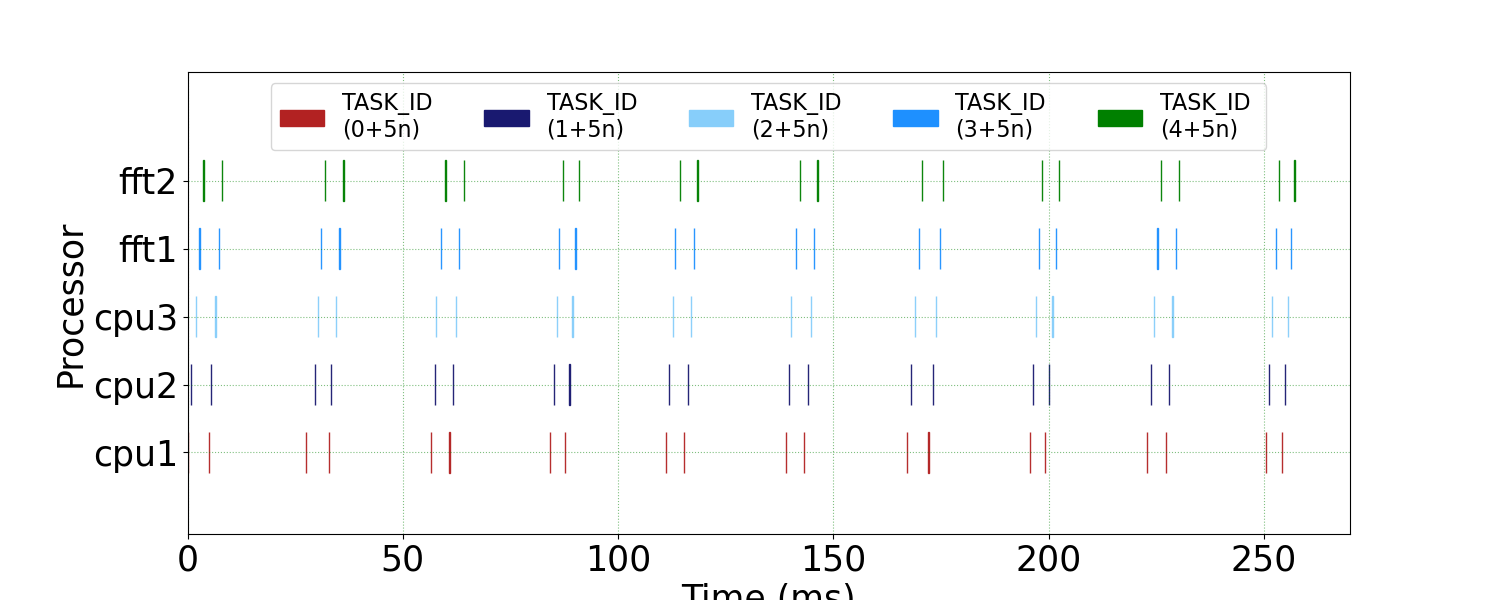 TASK_ID
(0+5n)
TASK_ID
(1+5n)
TASK_ID
(2+5n)
TASK_ID
(3+5n)
TASK_ID
(4+5n)
fft2
fft1
cpu3
cpu2
cpu1
Processor
0 50 100 150 200 250
Time (ms)